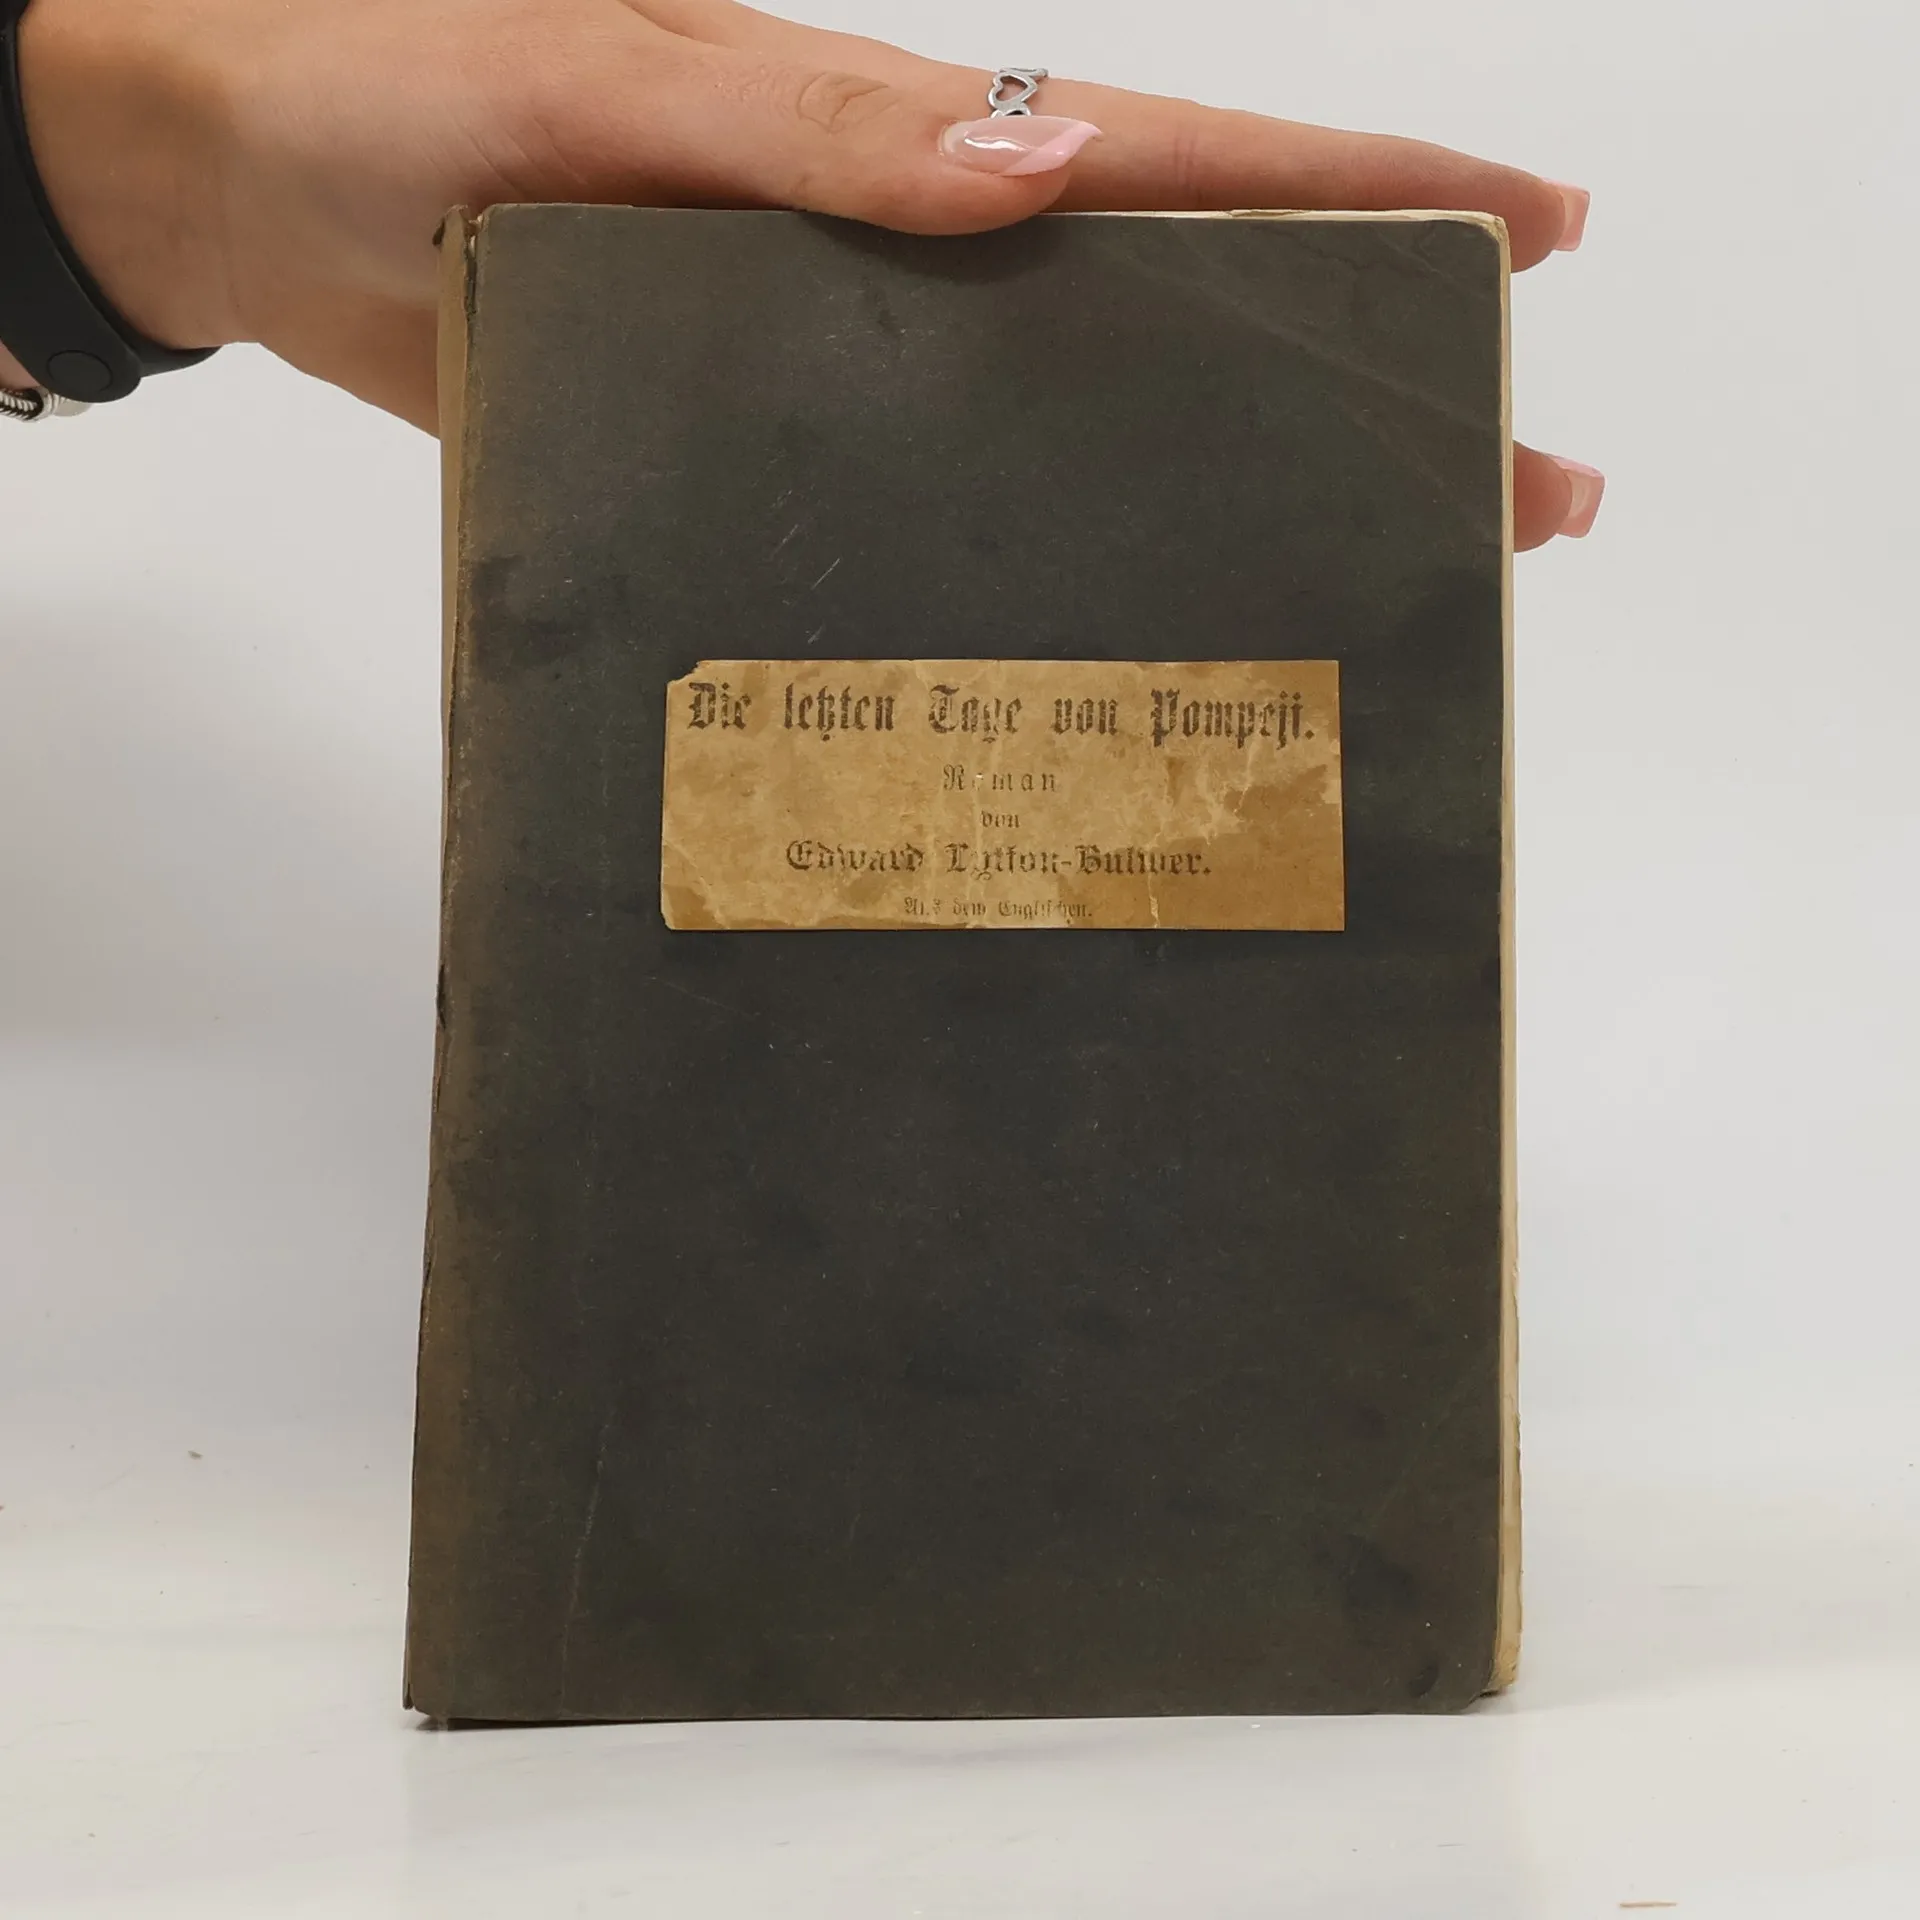 Die letzten Tage von Pompeji.
Roman
von
Edward Lytton-Bulwer.
Aus dem Englischen.